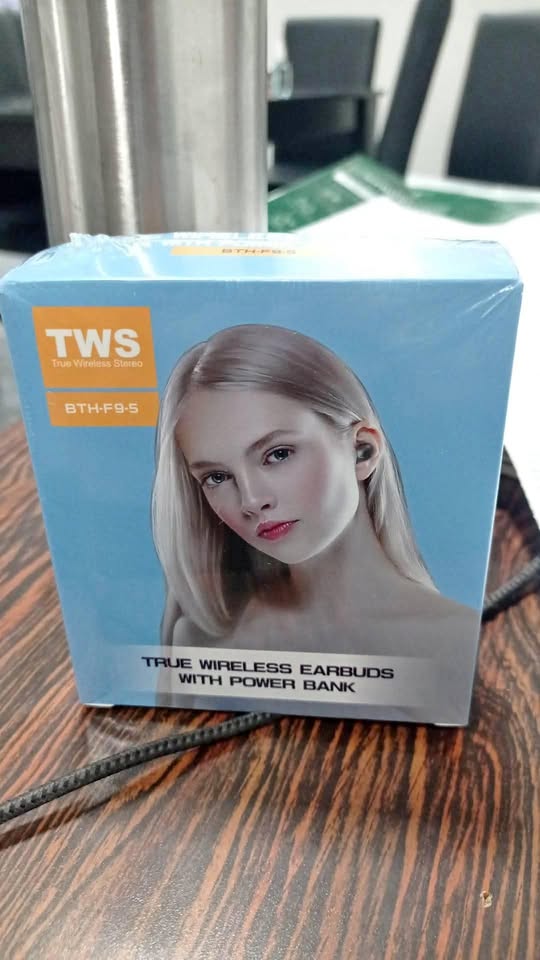 BTH-F9-5
TWS
True Wireless Stereo
BTH-F9-5
TRUE WIRELESS EARBUDS
WITH POWER BANK